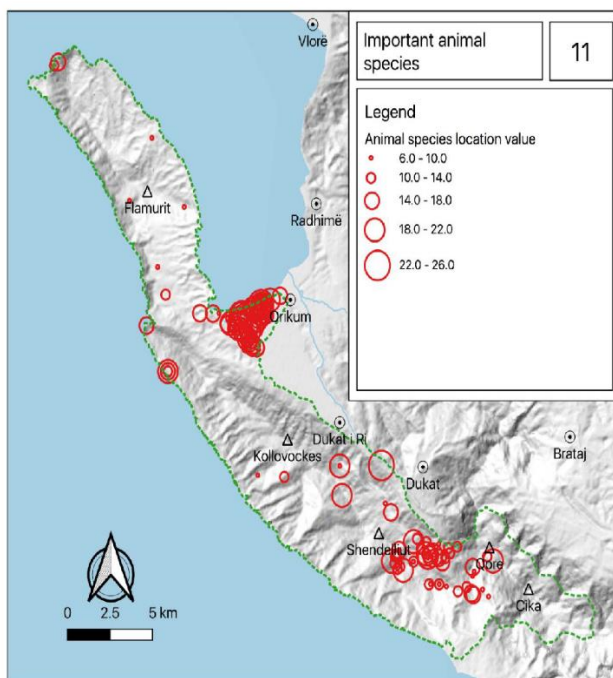 Important animal
species
11
Legend
Animal species location value
6.0 - 10.0
10.0 - 14.0
14.0 - 18.0
18.0 - 22.0
22.0 - 26.0
Vlorë
Flamurit
Radhimë
Orikum
Dukat i Ri
Kollovockes
Dukat
Brataj
Shendelliut
Qore
Cika
0 2.5 5 km